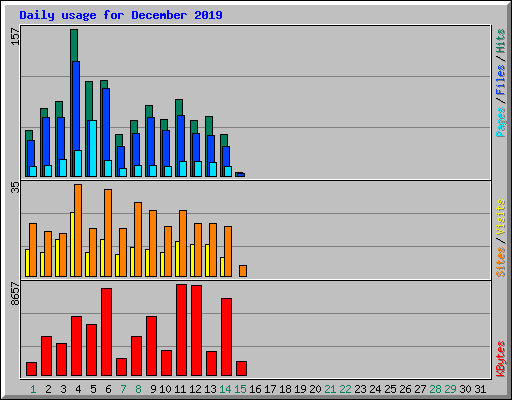 Daily usage for December 2019
157
Pages/Files/Hits
35
Sites/Visits
8657
KBytes
1 2 3 4 5 6 7 8 9 10 11 12 13 14 15 16 17 18 19 20 21 22 23 24 25 26 27 28 29 30 31